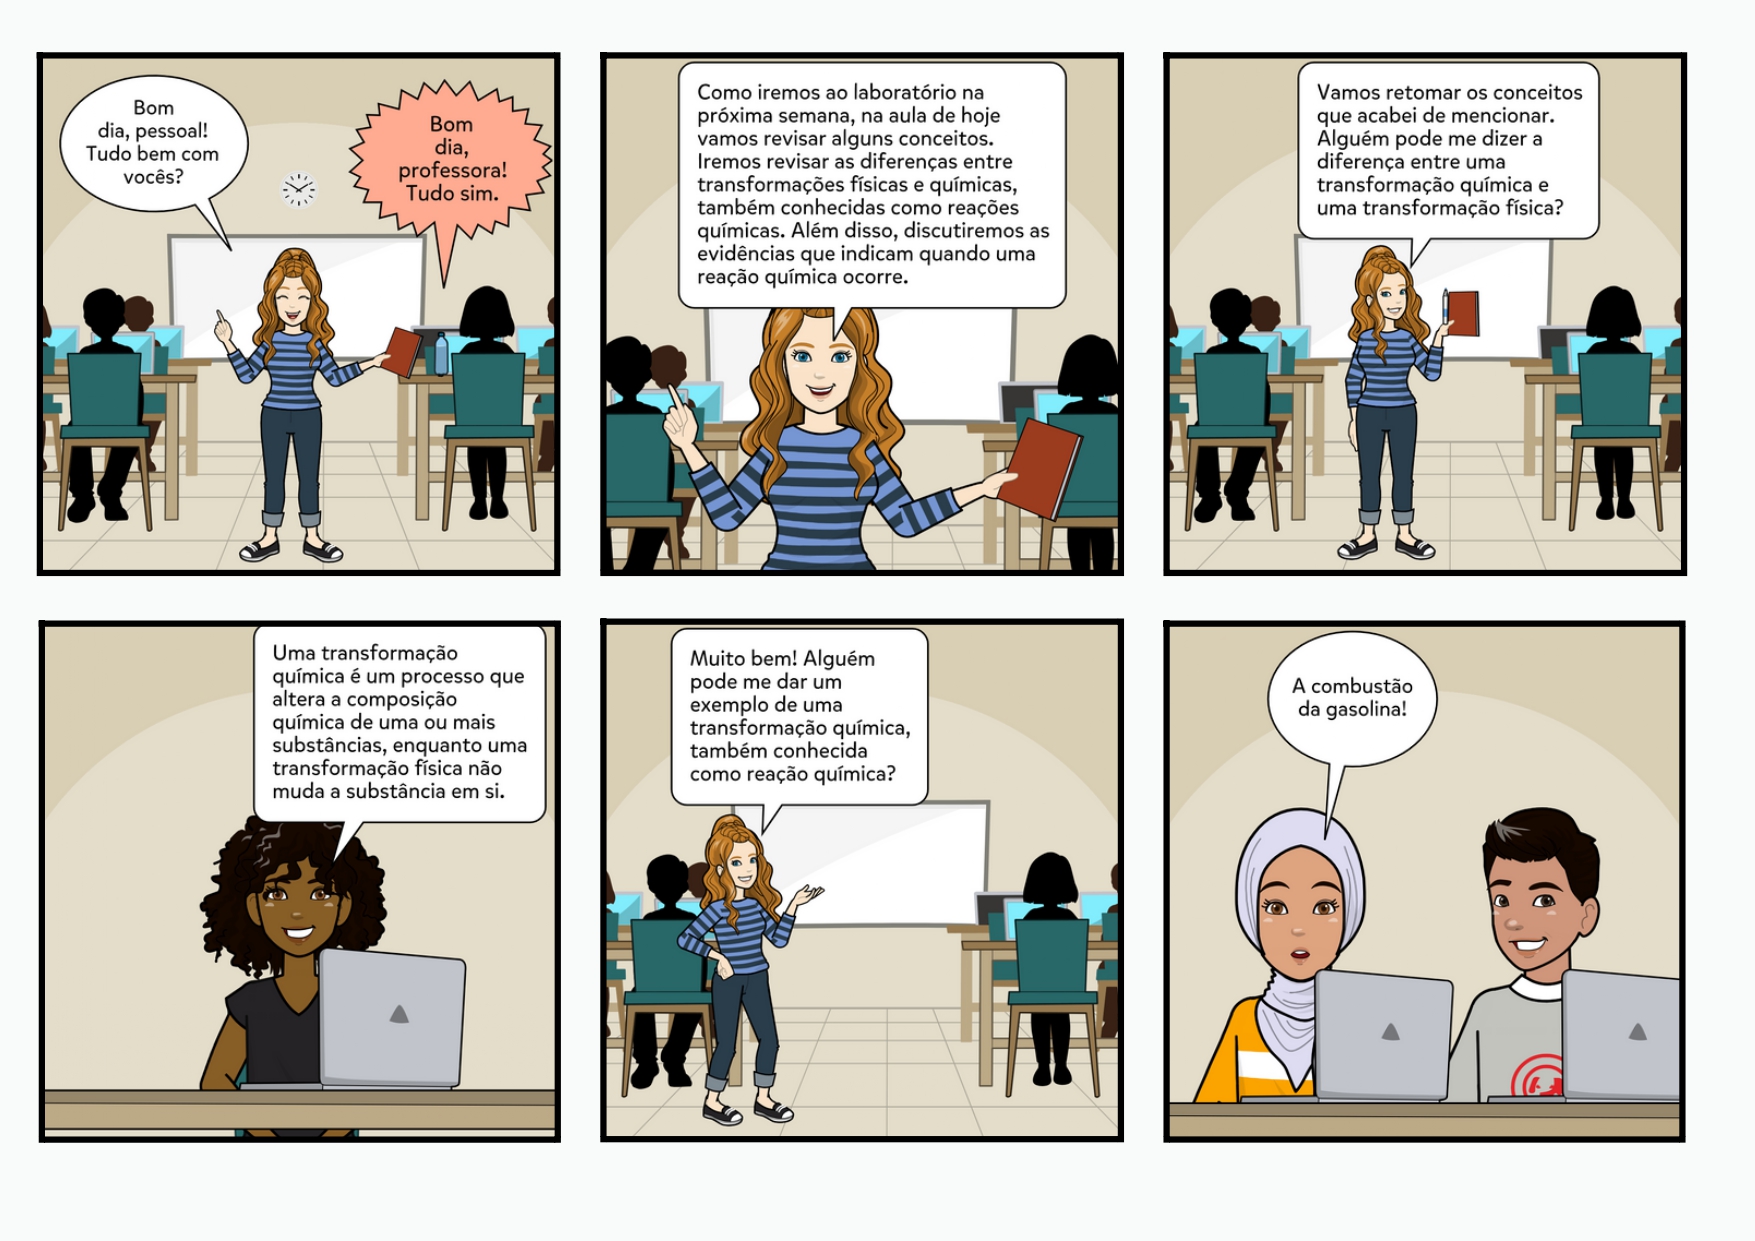 Bom
dia, pessoal!
Tudo bem com
vocês?
Bom
dia,
professora!
Tudo sim.
Como iremos ao laboratório na
próxima semana, na aula de hoje
vamos revisar alguns conceitos.
Iremos revisar as diferenças entre
transformações físicas e químicas,
também conhecidas como reações
químicas. Além disso, discutiremos as
evidências que indicam quando uma
reação química ocorre.
Vamos retomar os conceitos
que acabei de mencionar.
Alguém pode me dizer a
diferença entre uma
transformação química e
uma transformação física?
Uma transformação
química é um processo que
altera a composição
química de uma ou mais
substâncias, enquanto uma
transformação física não
muda a substância em si.
Muito bem! Alguém
pode me dar um
exemplo de uma
transformação química,
também conhecida
como reação química?
A combustão
da gasolina!